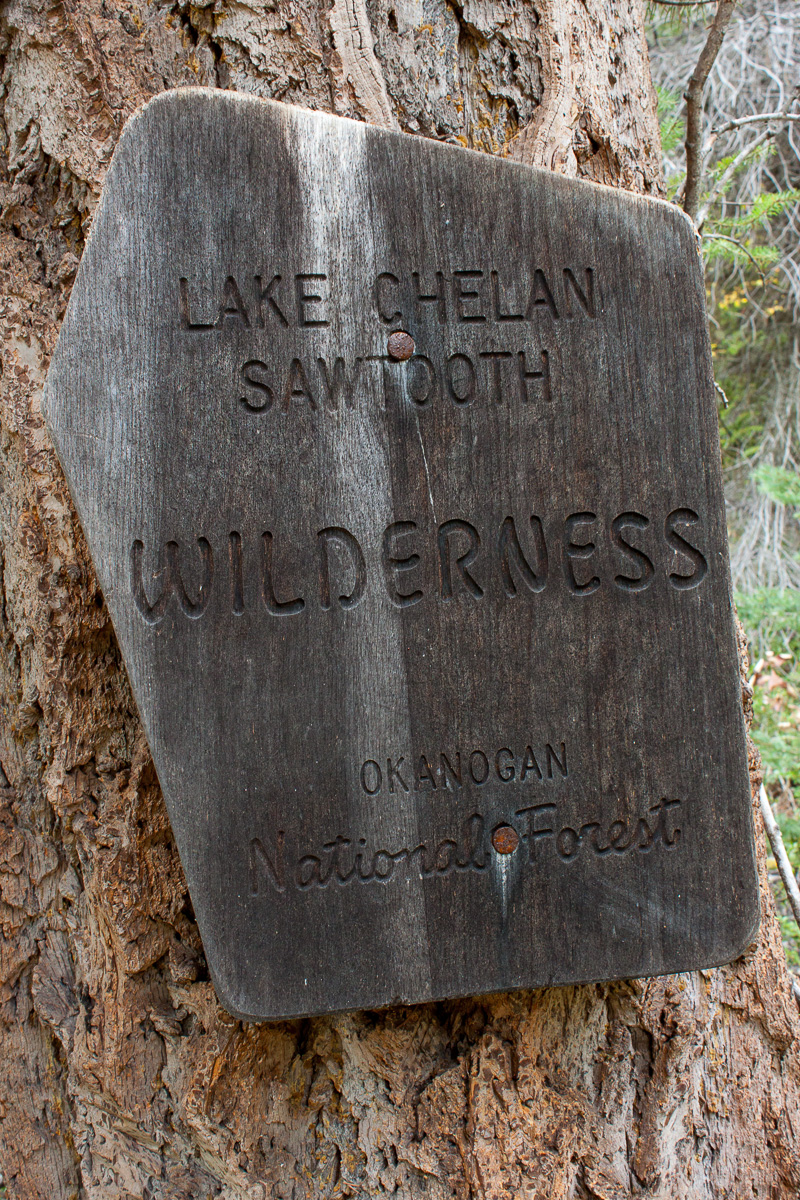 LAKE CHELAN
SAWTOOTH
WILDERNESS
OKANOGAN
National Forest